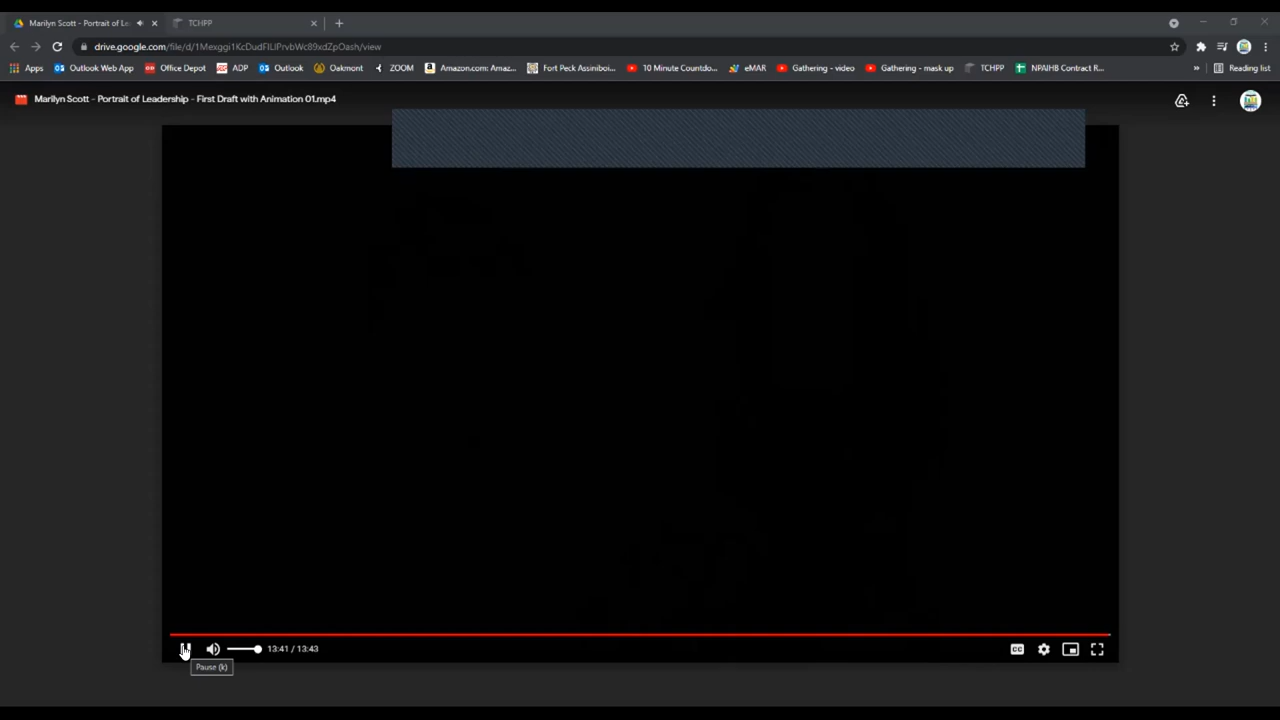 Marilyn Scott - Portrait of Le
TCHPP
drive.google.com/file/d/1Mexggi1KcDudFlLlPrvbWc89xdZpOash/view
Apps Outlook Web App Office Depot ADP Outlook Oakmont ZOOM Amazon.com: Amaz... Fort Peck Assiniboi... 10 Minute Countdo... eMAR Gathering - video Gathering - mask up TCHPP NPAIHB Contract R... » Reading list
Marilyn Scott - Portrait of Leadership - First Draft with Animation 01.mp4
13:41 / 13:43 CC
Pause (k)